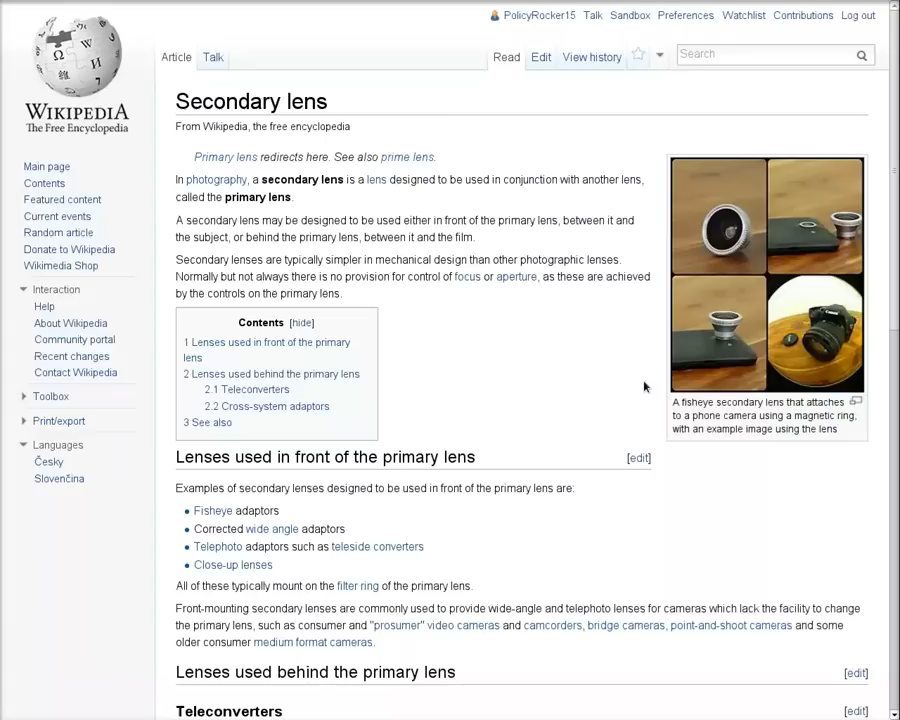 PolicyRocker15 Talk Sandbox Preferences Watchlist Contributions Log out
Article Talk Read Edit View history Search
WIKIPEDIA
The Free Encyclopedia
Main page
Contents
Featured content
Current events
Random article
Donate to Wikipedia
Wikimedia Shop
Interaction
Help
About Wikipedia
Community portal
Recent changes
Contact Wikipedia
Toolbox
Print/export
Languages
Česky
Slovenčina
Secondary lens
From Wikipedia, the free encyclopedia
Primary lens redirects here. See also prime lens.
In photography, a secondary lens is a lens designed to be used in conjunction with another lens,
called the primary lens.
A secondary lens may be designed to be used either in front of the primary lens, between it and
the subject, or behind the primary lens, between it and the film.
Secondary lenses are typically simpler in mechanical design than other photographic lenses.
Normally but not always there is no provision for control of focus or aperture, as these are achieved
by the controls on the primary lens.
A fisheye secondary lens that attaches
to a phone camera using a magnetic ring,
with an example image using the lens
Contents [hide]
1 Lenses used in front of the primary
lens
2 Lenses used behind the primary lens
2.1 Teleconverters
2.2 Cross-system adaptors
3 See also
Lenses used in front of the primary lens [edit]
Examples of secondary lenses designed to be used in front of the primary lens are:
• Fisheye adaptors
• Corrected wide angle adaptors
• Telephoto adaptors such as teleside converters
• Close-up lenses
All of these typically mount on the filter ring of the primary lens.
Front-mounting secondary lenses are commonly used to provide wide-angle and telephoto lenses for cameras which lack the facility to change
the primary lens, such as consumer and "prosumer" video cameras and camcorders, bridge cameras, point-and-shoot cameras and some
older consumer medium format cameras.
Lenses used behind the primary lens [edit]
Teleconverters [edit]